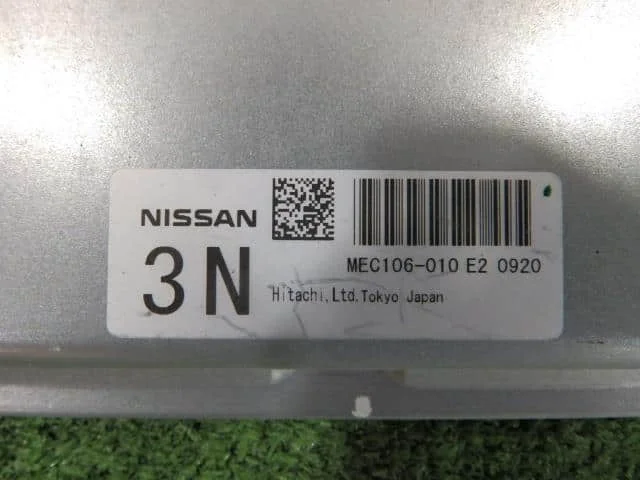 NISSAN
3N
MEC106-010 E2 0920
Hitachi,Ltd.Tokyo Japan